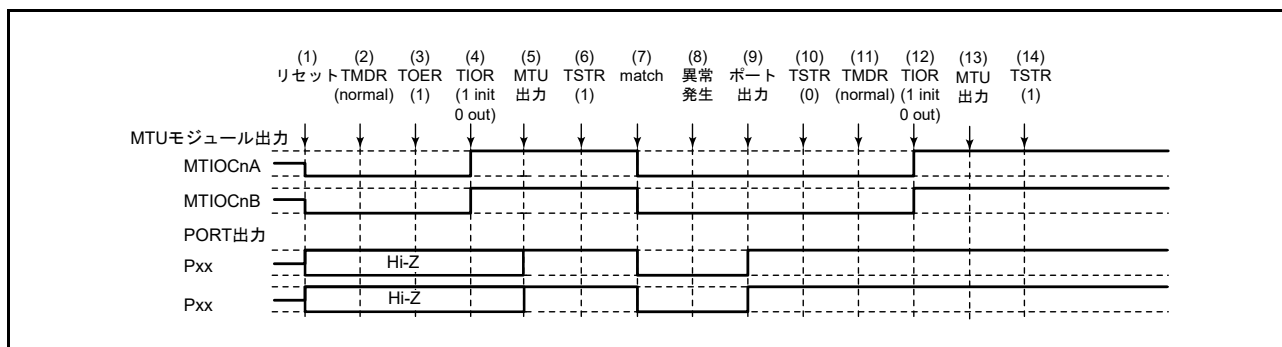 (1) (2) (3) (4) (5) (6) (7) (8) (9) (10) (11) (12) (13) (14)
リセット TMDR TOER TIOR MTU TSTR match 異常 ポート TSTR TMDR TIOR MTU TSTR
(normal) (1) (1 init 出力 (1) 発生 出力 (0) (normal) (1 init 出力 (1)
0 out) 0 out)
MTUモジュール出力
MTIOCnA
MTIOCnB
PORT出力
Pxx Hi-Z
Pxx Hi-Z